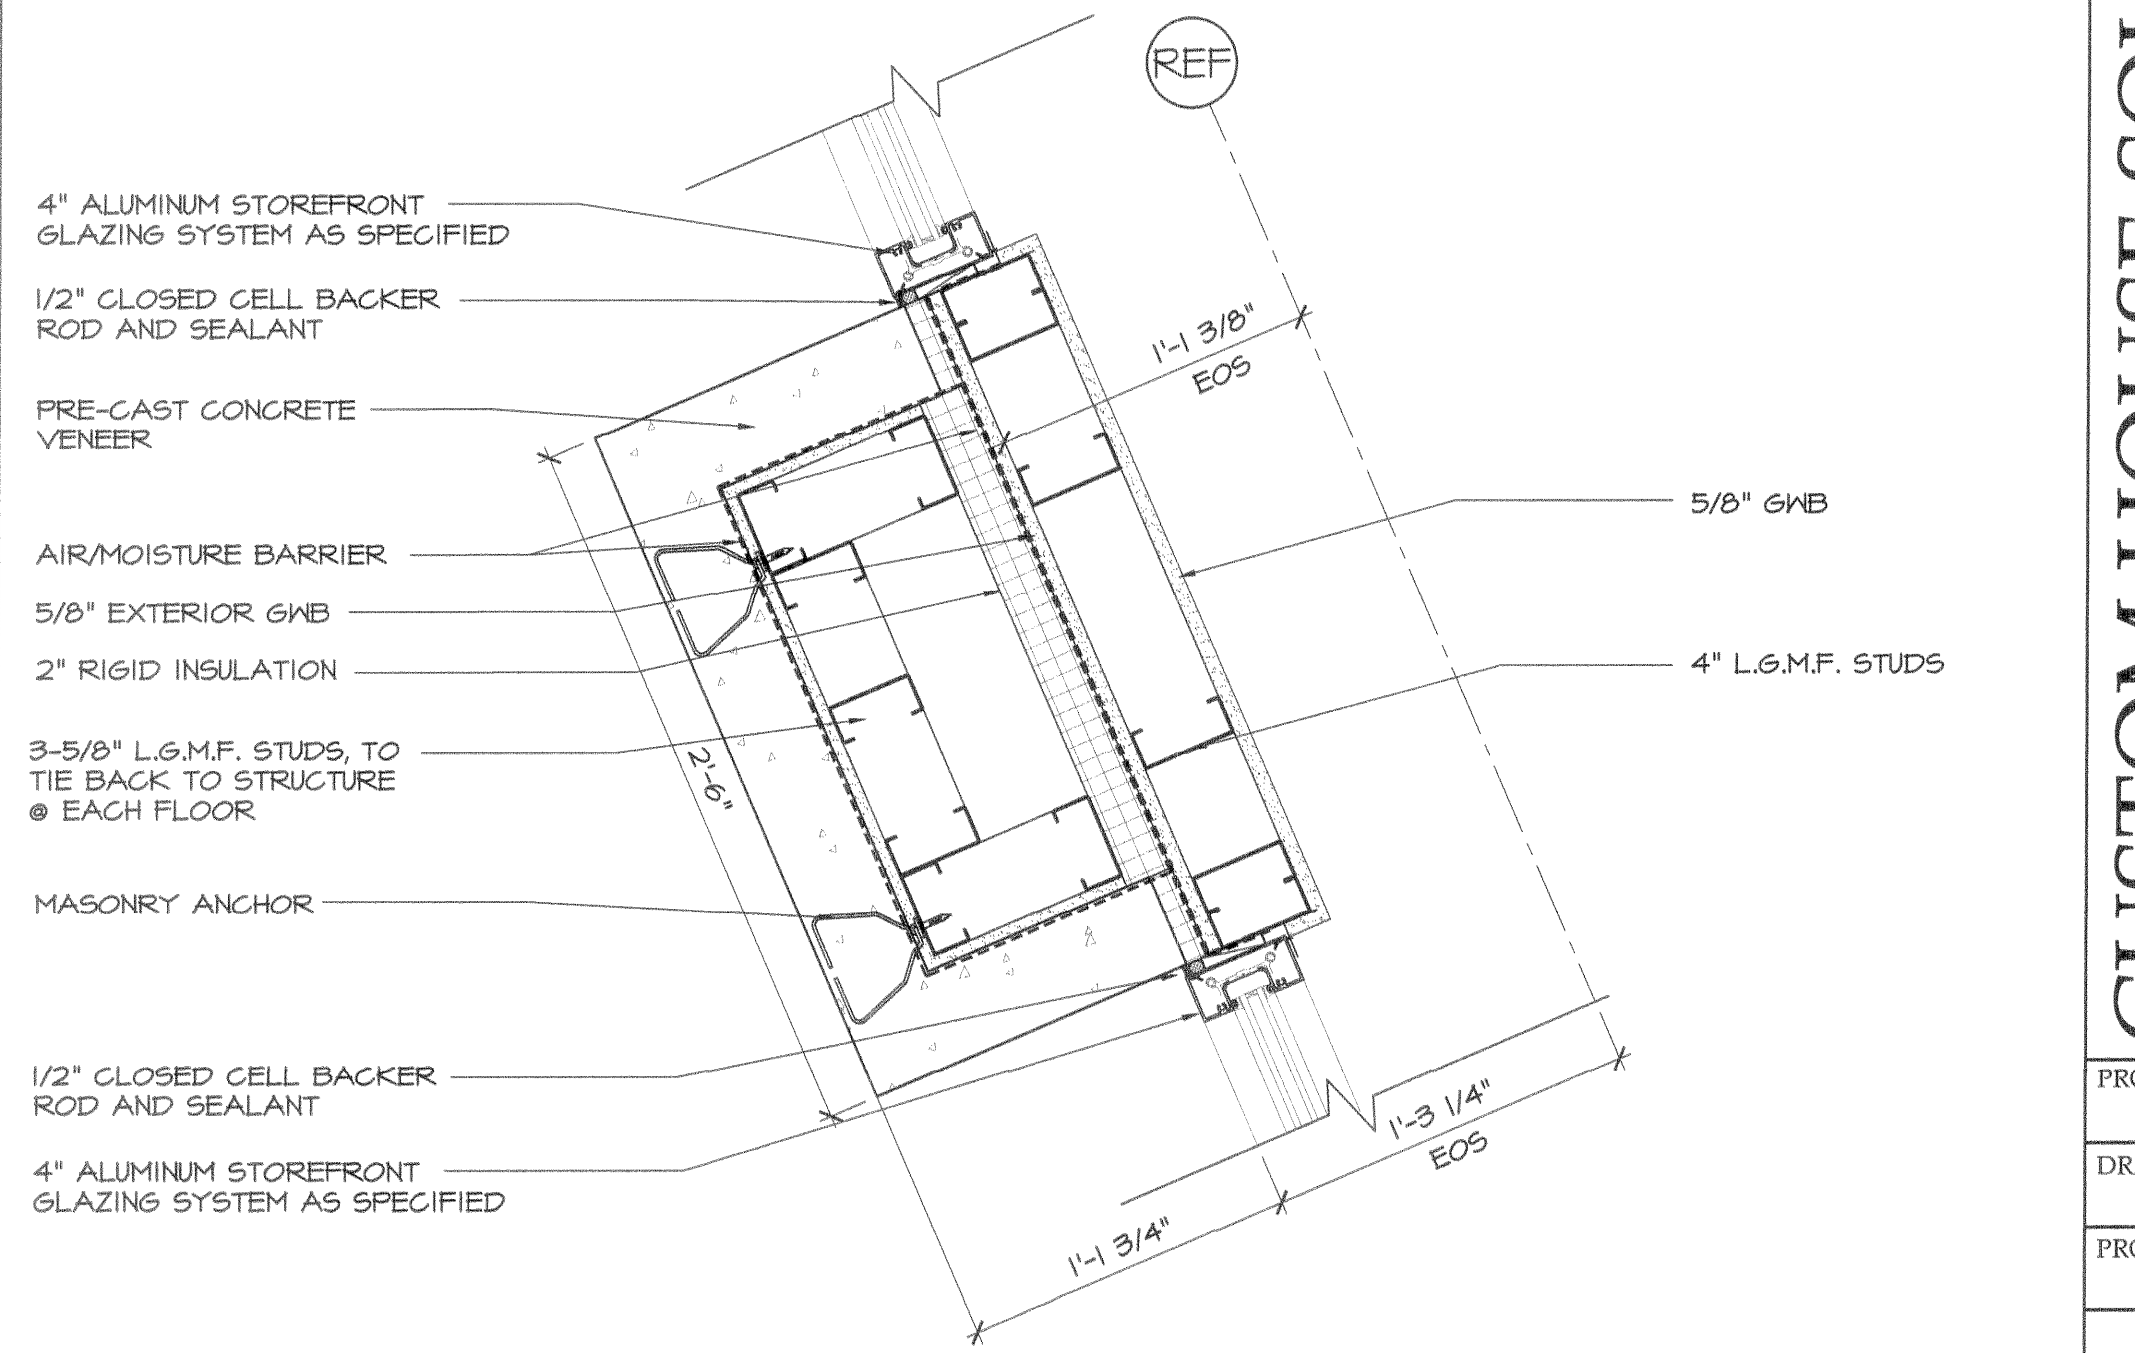 REF
4" ALUMINUM STOREFRONT
GLAZING SYSTEM AS SPECIFIED
1/2" CLOSED CELL BACKER
ROD AND SEALANT
1'-1 3/8"
EOS
PRE-CAST CONCRETE
VENEER
5/8" GWB
AIR/MOISTURE BARRIER
5/8" EXTERIOR GWB
2" RIGID INSULATION
4" L.G.M.F. STUDS
3-5/8" L.G.M.F. STUDS, TO
TIE BACK TO STRUCTURE
@ EACH FLOOR
2'-6"
MASONRY ANCHOR
1/2" CLOSED CELL BACKER
ROD AND SEALANT
1'-3 1/4"
EOS
4" ALUMINUM STOREFRONT
GLAZING SYSTEM AS SPECIFIED
1'-1 3/4"